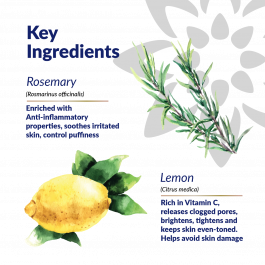 Key
Ingredients
Rosemary
(Rosmarinus officinalis)
Enriched with
Anti-inflammatory
properties, soothes irritated
skin, control puffiness
Lemon
(Citrus medica)
Rich in Vitamin C,
releases clogged pores,
brightens, tightens and
keeps skin even-toned.
Helps avoid skin damage